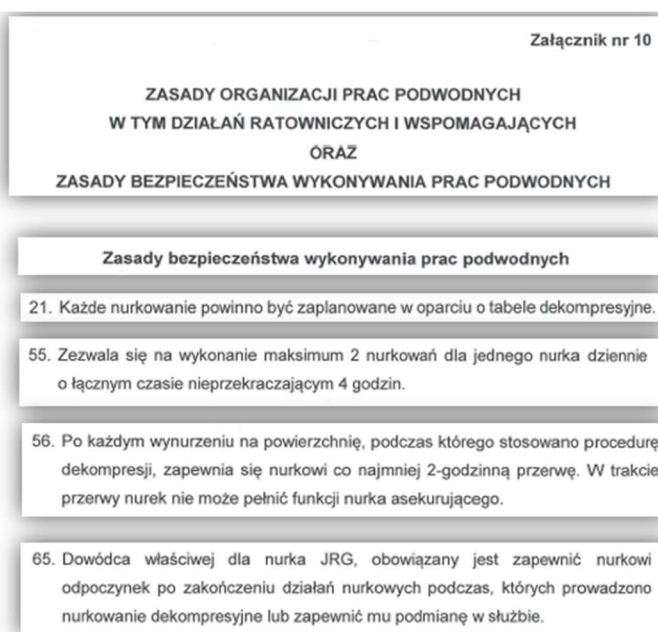 Załącznik nr 10
ZASADY ORGANIZACJI PRAC PODWODNYCH
W TYM DZIAŁAŃ RATOWNICZYCH I WSPOMAGAJĄCYCH
ORAZ
ZASADY BEZPIECZEŃSTWA WYKONYWANIA PRAC PODWODNYCH
Zasady bezpieczeństwa wykonywania prac podwodnych
21. Każde nurkowanie powinno być zaplanowane w oparciu o tabele dekompresyjne.
55. Zezwala się na wykonanie maksimum 2 nurkowań dla jednego nurka dziennie
o łącznym czasie nieprzekraczającym 4 godzin.
56. Po każdym wynurzeniu na powierzchnię, podczas którego stosowano procedurę
dekompresji, zapewnia się nurkowi co najmniej 2-godzinną przerwę. W trakcie
przerwy nurek nie może pełnić funkcji nurka asekurującego.
65. Dowódca właściwej dla nurka JRG, obowiązany jest zapewnić nurkowi
odpoczynek po zakończeniu działań nurkowych podczas, których prowadzono
nurkowanie dekompresyjne lub zapewnić mu podmianę w służbie.